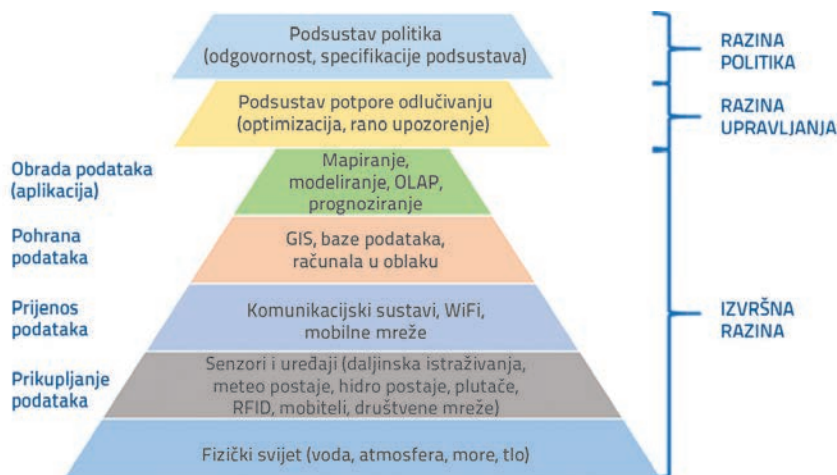 Podsustav politika
(odgovornost, specifikacije podsustava)
RAZINA
POLITIKA
Podsustav potpore odlučivanju
(optimizacija, rano upozorenje)
RAZINA
UPRAVLJANJA
Obrada podataka
(aplikacija)
Mapiranje,
modeliranje, OLAP,
prognoziranje
Pohrana
podataka
GIS, baze podataka,
računala u oblaku
Prijenos
podataka
Komunikacijski sustavi, WiFi,
mobilne mreže
IZVRŠNA
RAZINA
Prikupljanje
podataka
Senzori i uređaji (daljinska istraživanja,
meteo postaje, hidro postaje, plutače,
RFID, mobiteli, društvene mreže)
Fizički svijet (voda, atmosfera, more, tlo)